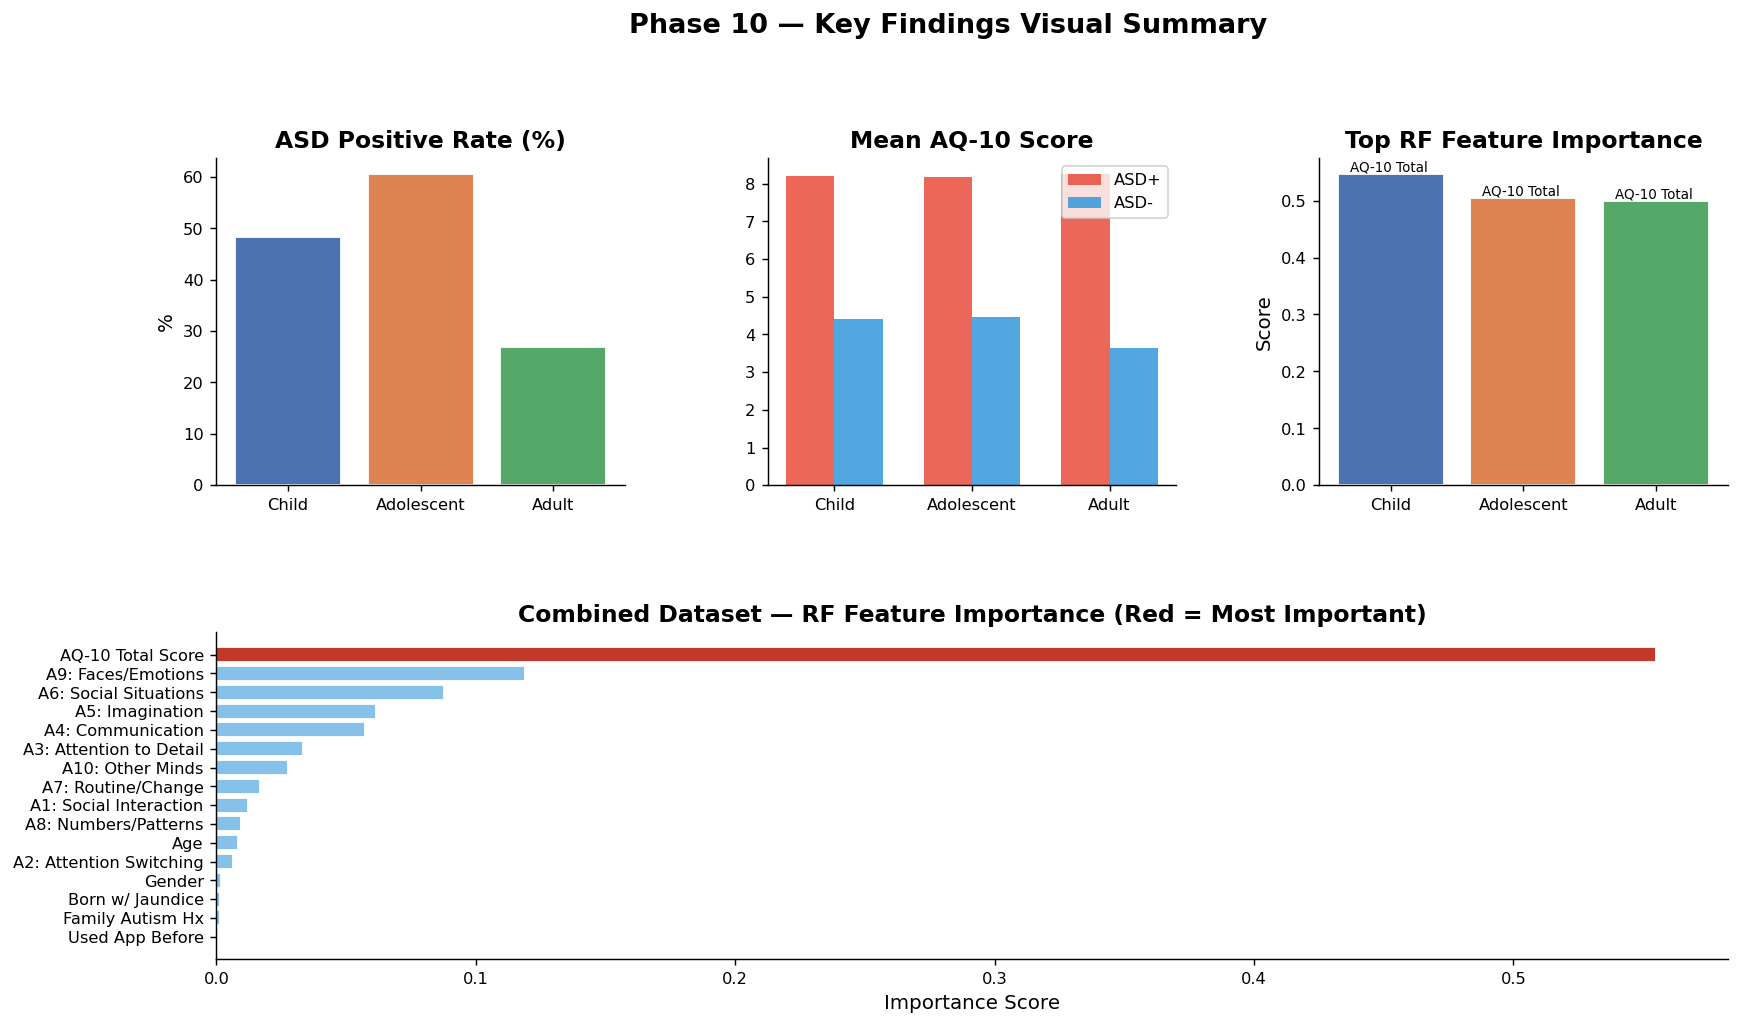 Phase 10 — Key Findings Visual Summary
ASD Positive Rate (%)
%
60
50
40
30
20
10
0
Child
Adolescent
Adult
Mean AQ-10 Score
ASD+
ASD-
8
7
6
5
4
3
2
1
0
Child
Adolescent
Adult
Top RF Feature Importance
AQ-10 Total
AQ-10 Total
AQ-10 Total
Score
0.5
0.4
0.3
0.2
0.1
0.0
Child
Adolescent
Adult
Combined Dataset — RF Feature Importance (Red = Most Important)
AQ-10 Total Score
A9: Faces/Emotions
A6: Social Situations
A5: Imagination
A4: Communication
A3: Attention to Detail
A10: Other Minds
A7: Routine/Change
A1: Social Interaction
A8: Numbers/Patterns
Age
A2: Attention Switching
Gender
Born w/ Jaundice
Family Autism Hx
Used App Before
0.0
0.1
0.2
0.3
0.4
0.5
Importance Score